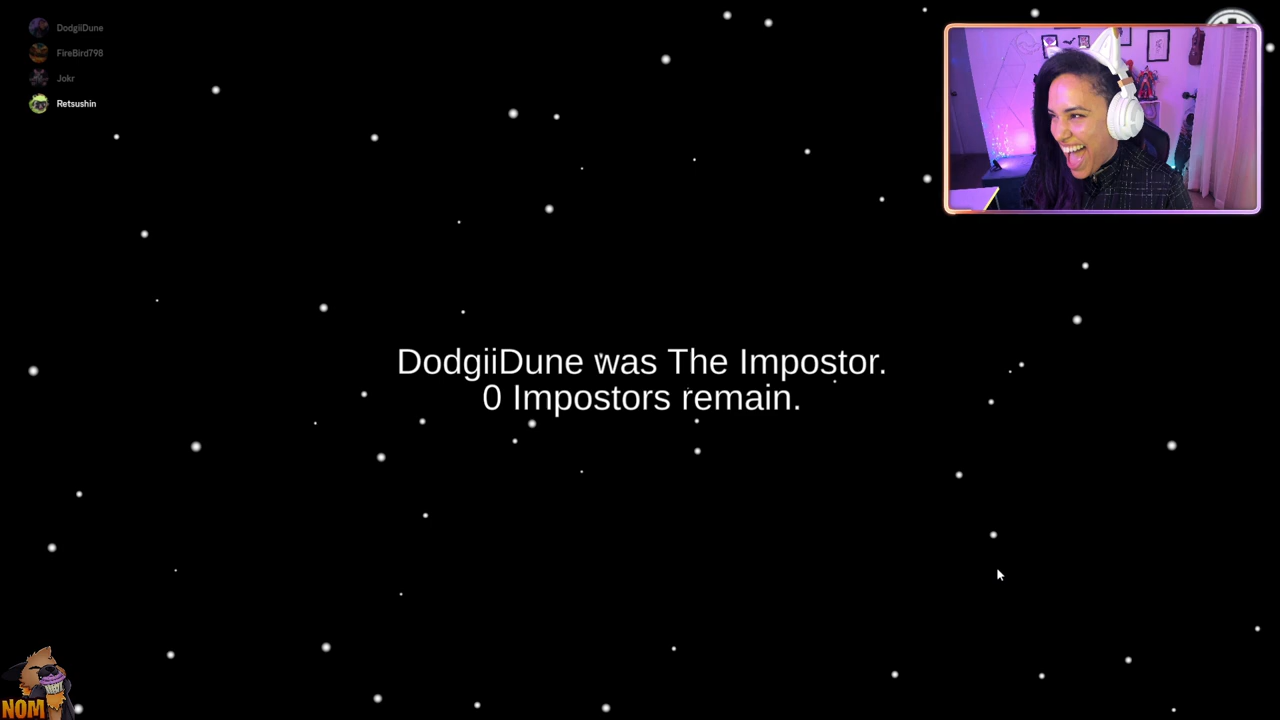 DodgiiDune
FireBird798
Jokr
Retsushin
DodgiiDune was The Impostor.
0 Impostors remain.
NOM